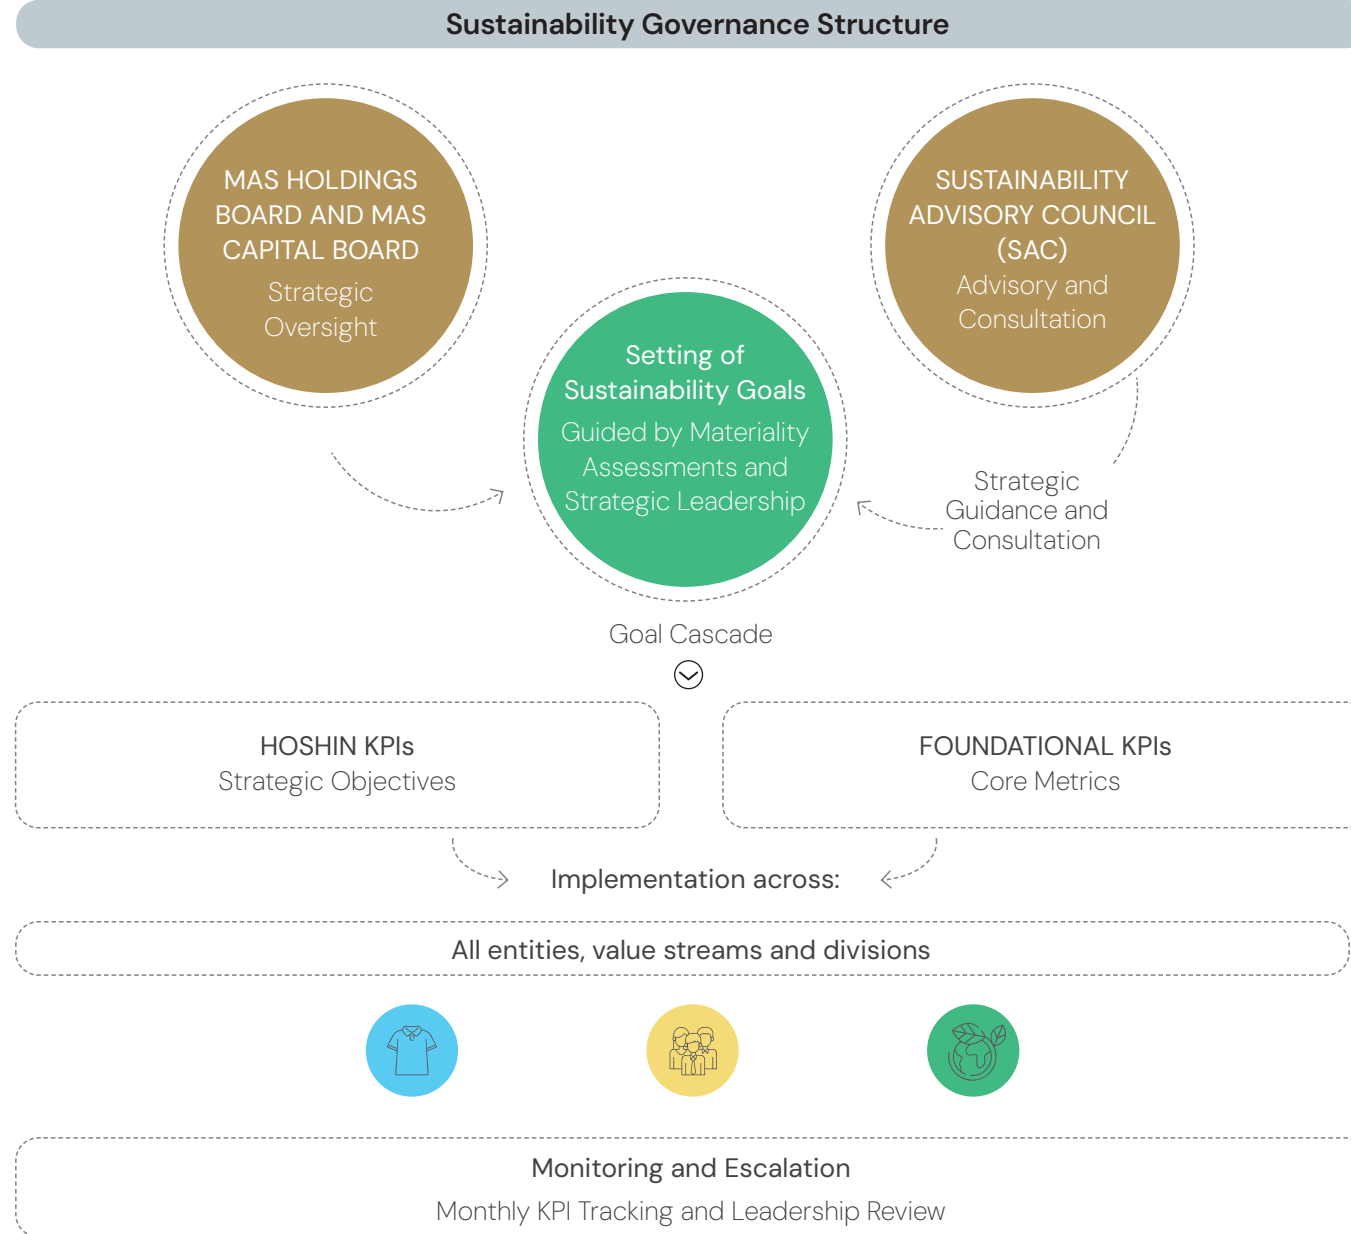 Sustainability Governance Structure
MAS HOLDINGS
BOARD AND MAS
CAPITAL BOARD
Strategic
Oversight
SUSTAINABILITY
ADVISORY COUNCIL
(SAC)
Advisory and
Consultation
Setting of
Sustainability Goals
Guided by Materiality
Assessments and
Strategic Leadership
Strategic
Guidance and
Consultation
Goal Cascade
HOSHIN KPIs
Strategic Objectives
FOUNDATIONAL KPIs
Core Metrics
Implementation across:
All entities, value streams and divisions
Monitoring and Escalation
Monthly KPI Tracking and Leadership Review